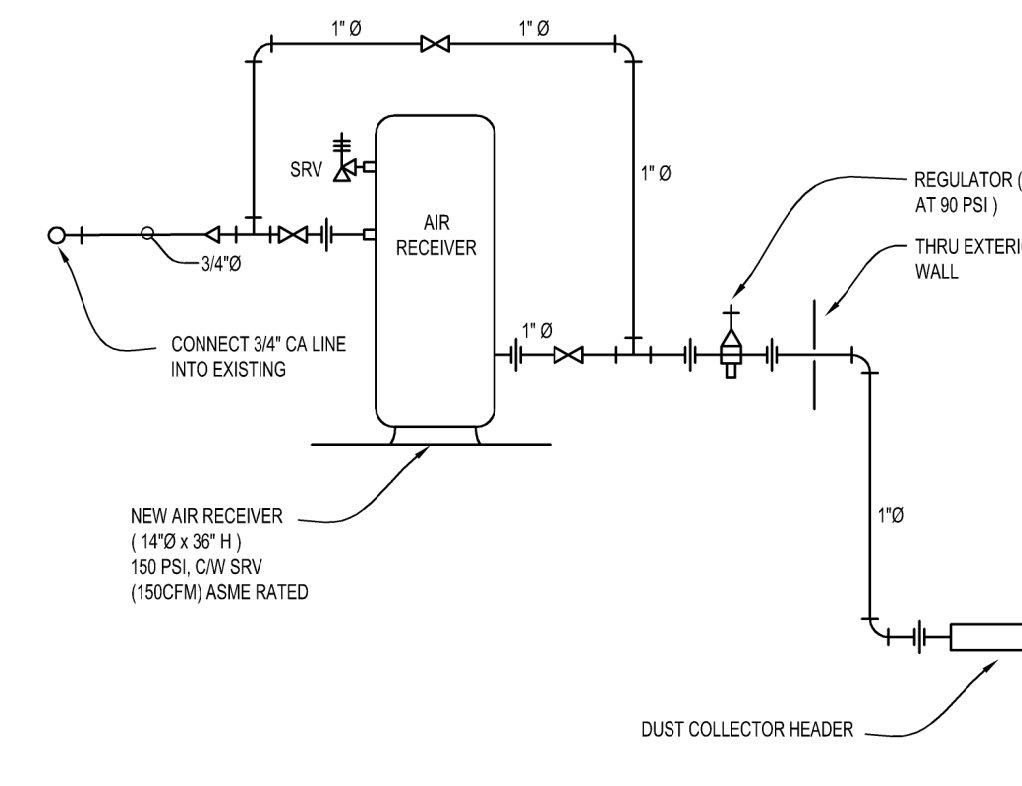 1" Ø
1" Ø
SRV
1" Ø
REGULATOR (
AT 90 PSI )
AIR
RECEIVER
THRU
WALL
3/4"Ø
1" Ø
CONNECT 3/4" CA LINE
INTO EXISTING
NEW AIR RECEIVER
( 14"Ø x 36" H )
150 PSI, C/W SRV
(150CFM) ASME RATED
1"Ø
DUST COLLECTOR HEADER